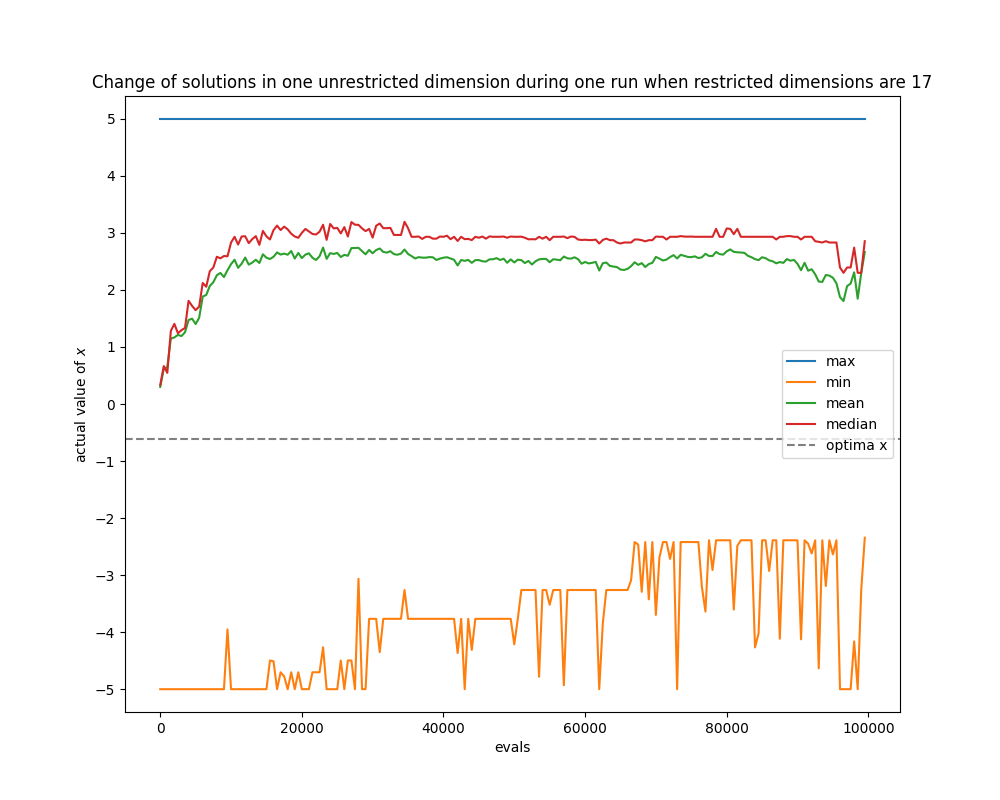 Change of solutions in one unrestricted dimension during one run when restricted dimensions are 17
5
4
3
2
1
0
−1
−2
−3
−4
−5
actual value of x
max
min
mean
median
optima x
0 20000 40000 60000 80000 100000
evals